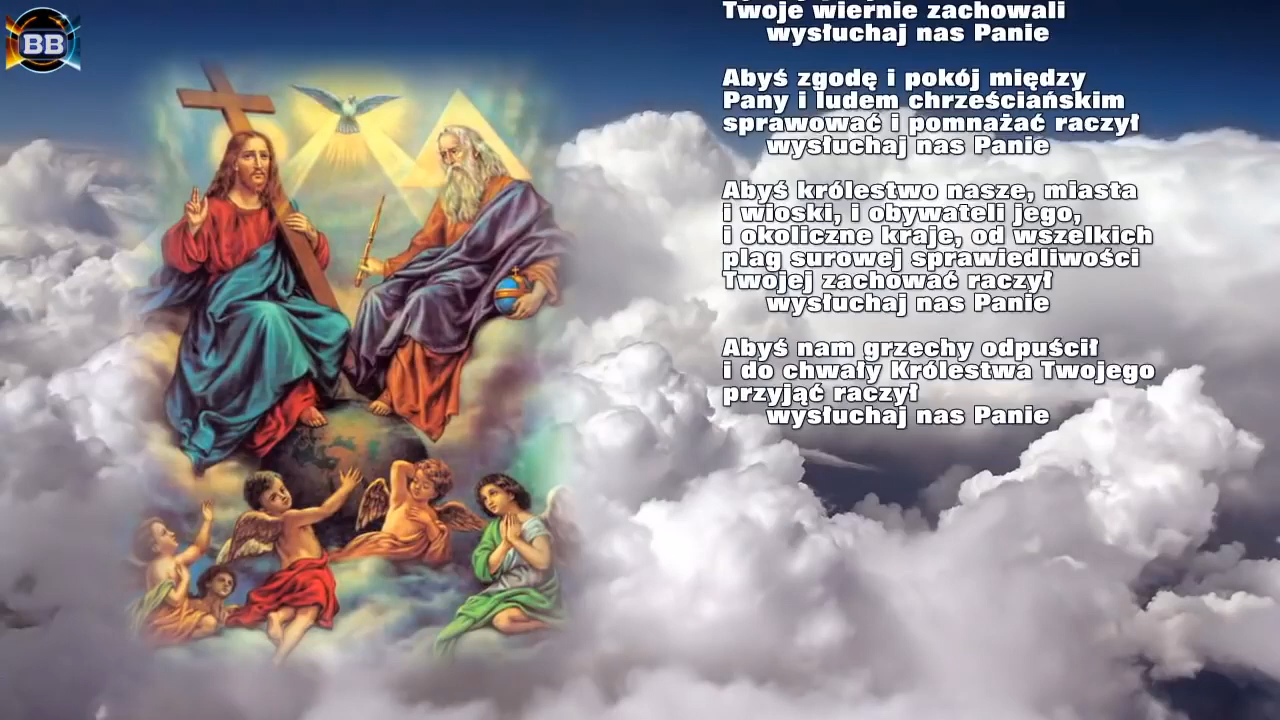 BB
Twoje wiernie zachowali
wysłuchaj nas Panie
Abyś zgodę i pokój między
Pany i ludem chrześciańskim
sprawować i pomnażać raczył
wysłuchaj nas Panie
Abyś królestwo nasze, miasta
i wioski, i obywateli jego,
i okoliczne kraje, od wszelkich
plag surowej sprawiedliwości
Twojej zachować raczył
wysłuchaj nas Panie
Abyś nam grzechy odpuścił
i do chwały Królestwa Twojego
przyjąć raczył
wysłuchaj nas Panie